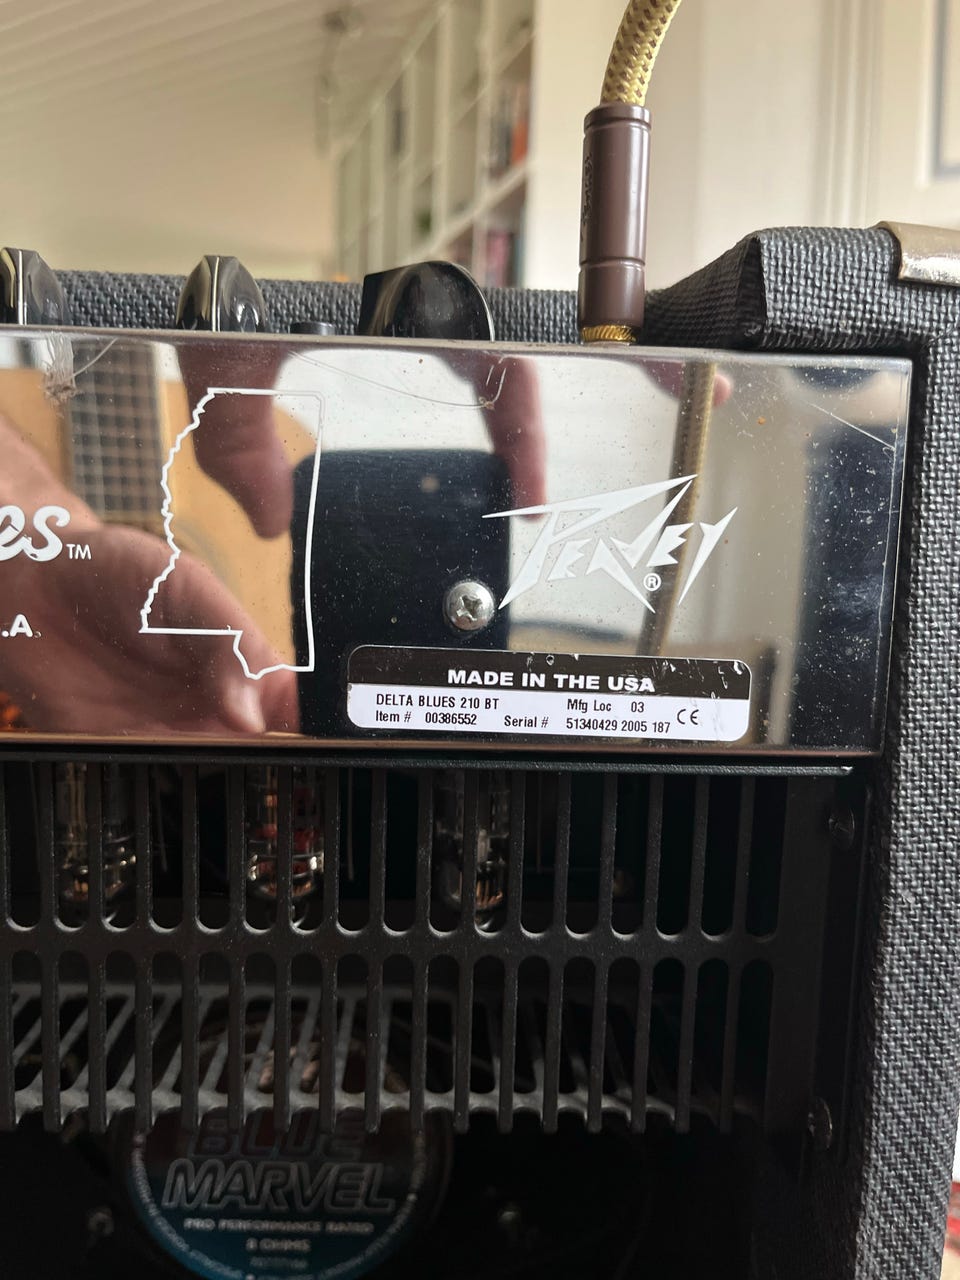 es™
.A.
PEAVEY®
MADE IN THE USA
DELTA BLUES 210 BT Mfg Loc 03
Item # 00386552 Serial # 51340429 2005 187 CE
BLUE
MARVEL
PRO PERFORMANCE RATED
8 OHMS